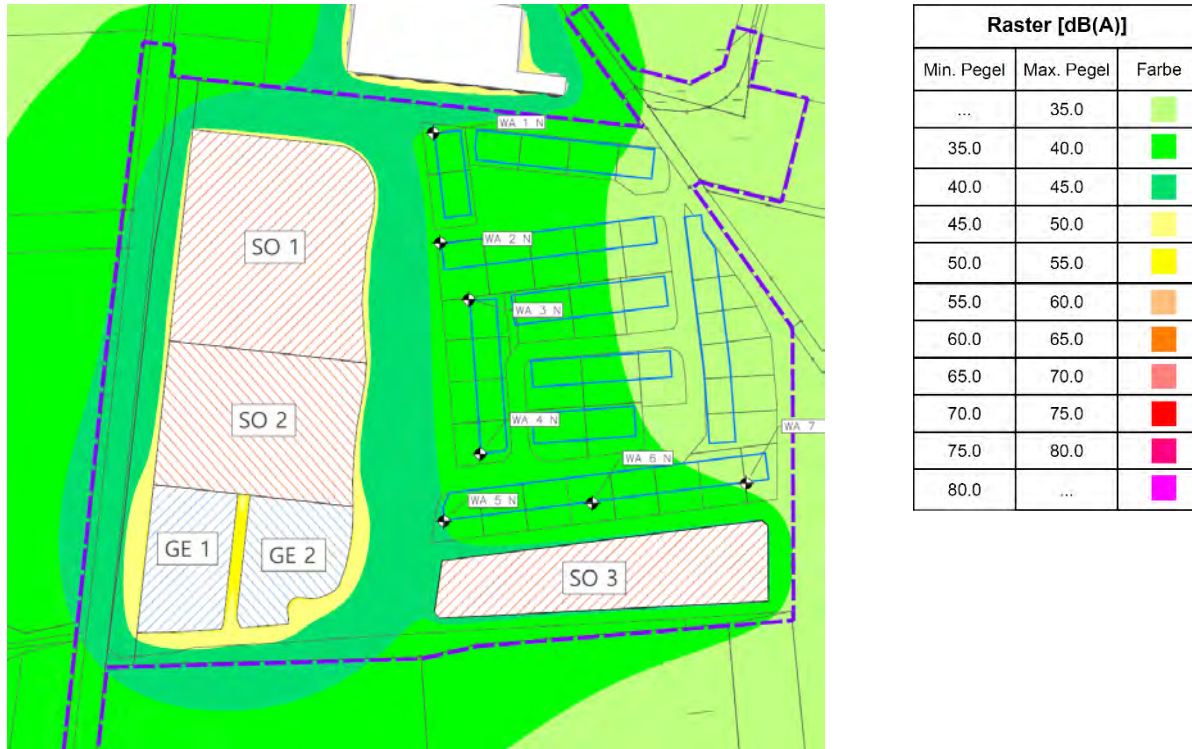 WA 1 N
WA 2 N
SO 1
WA 3 N
SO 2
WA 4 N
WA 7
WA 6 N
WA 5 N
GE 1
GE 2
SO 3
Raster [dB(A)]
Min. Pegel Max. Pegel Farbe
... 35.0
35.0 40.0
40.0 45.0
45.0 50.0
50.0 55.0
55.0 60.0
60.0 65.0
65.0 70.0
70.0 75.0
75.0 80.0
80.0 ...